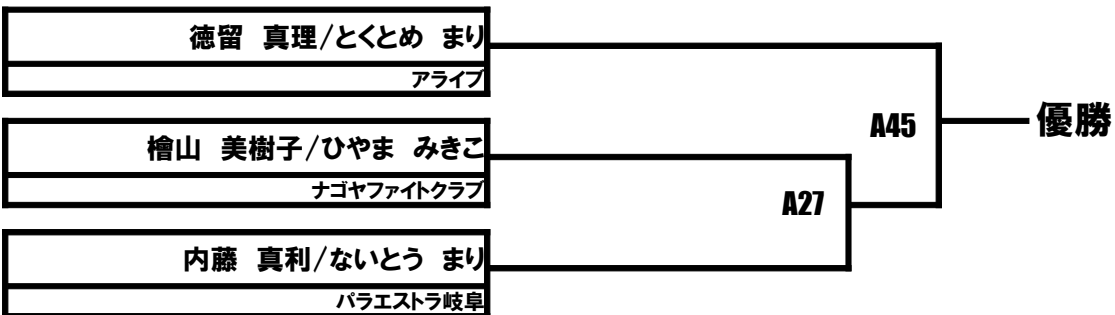 徳留 真理/とくとめ まり
アライブ
檜山 美樹子/ひやま みきこ
ナゴヤファイトクラブ
内藤 真利/ないとう まり
パラエストラ岐阜
A45
A27
優勝